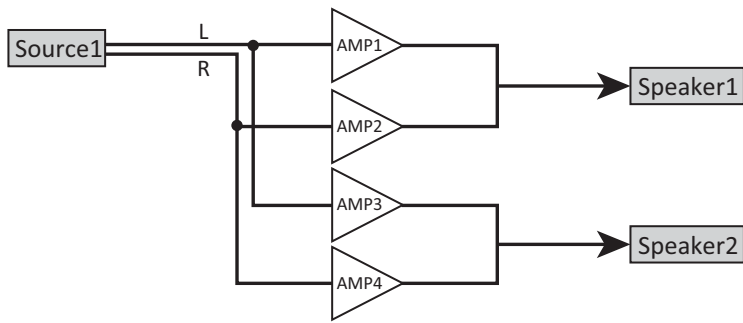 Source1
L
R
AMP1
AMP2
AMP3
AMP4
Speaker1
Speaker2